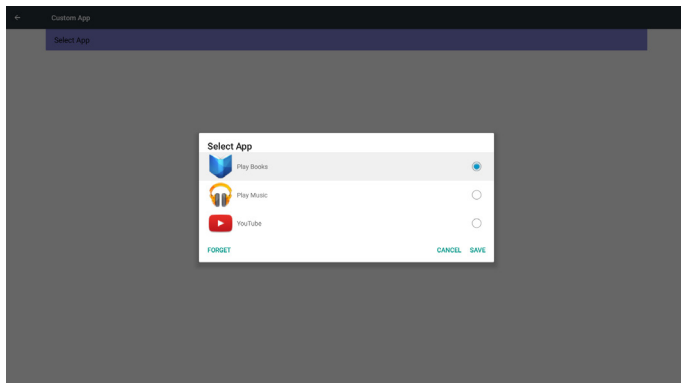 Custom App
Select App
Select App
Play Books
Play Music
YouTube
FORGET CANCEL SAVE